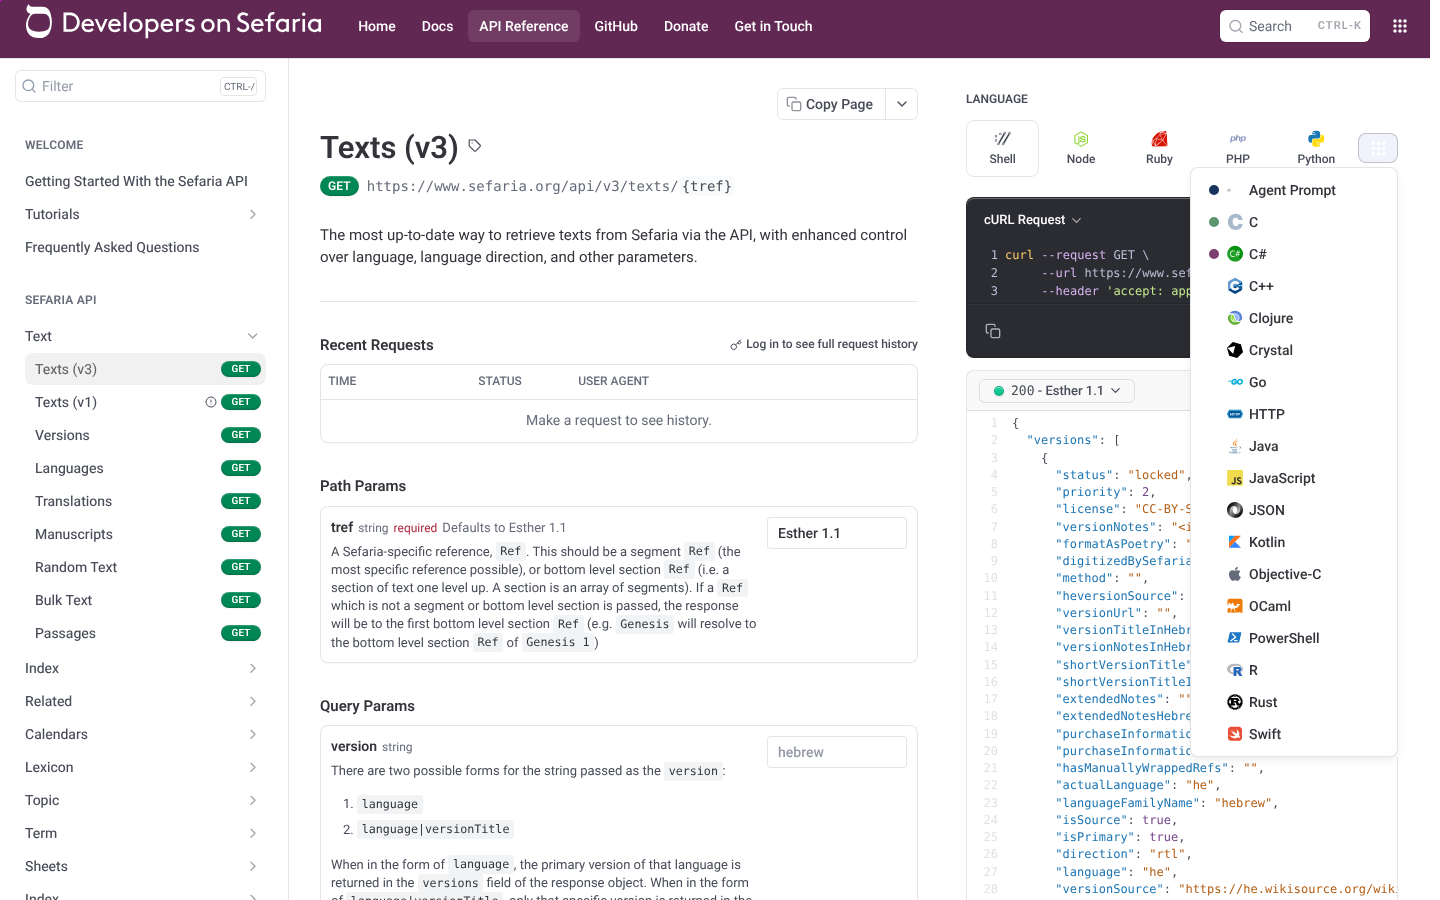 Developers on Sefaria
Home
Docs
API Reference
GitHub
Donate
Get in Touch
Search
CTRL-K
Filter
CTRL-/
WELCOME
Getting Started With the Sefaria API
Tutorials
Frequently Asked Questions
SEFARIA API
Text
Texts (v3) GET
Texts (v1) GET
Versions GET
Languages GET
Translations GET
Manuscripts GET
Random Text GET
Bulk Text GET
Passages GET
Index
Related
Calendars
Lexicon
Topic
Term
Sheets
Index
Copy Page
Texts (v3)
GET https://www.sefaria.org/api/v3/texts/{tref}
The most up-to-date way to retrieve texts from Sefaria via the API, with enhanced control
over language, language direction, and other parameters.
Recent Requests
Log in to see full request history
TIME STATUS USER AGENT
Make a request to see history.
Path Params
tref string required Defaults to Esther 1.1
Esther 1.1
A Sefaria-specific reference, Ref. This should be a segment Ref (the
most specific reference possible), or bottom level section Ref (i.e. a
section of text one level up. A section is an array of segments). If a Ref
which is not a segment or bottom level section is passed, the response
will be to the first bottom level section Ref (e.g. Genesis will resolve to
the bottom level section Ref of Genesis 1)
Query Params
version string
hebrew
There are two possible forms for the string passed as the version:
1. language
2. language|versionTitle
When in the form of language, the primary version of that language is
returned in the versions field of the response object. When in the form
of language|versionTitle, only that specific version is returned in the
LANGUAGE
Shell
Node
Ruby
php
PHP
Python
cURL Request
1 curl --request GET \
2 --url https://www.sef
3 --header 'accept: app
200 - Esther 1.1
1 {
2 "versions": [
3 {
4 "status": "locked",
5 "priority": 2,
6 "license": "CC-BY-S
7 "versionNotes": "<i
8 "formatAsPoetry": "
9 "digitizedBySefaria
10 "method": "",
11 "heversionSource":
12 "versionUrl": "",
13 "versionTitleInHebr
14 "versionNotesInHebr
15 "shortVersionTitle"
16 "shortVersionTitleI
17 "extendedNotes": ""
18 "extendedNotesHebre
19 "purchaseInformatio
20 "purchaseInformatio
21 "hasManuallyWrappedRefs": "",
22 "actualLanguage": "he",
23 "languageFamilyName": "hebrew",
24 "isSource": true,
25 "isPrimary": true,
26 "direction": "rtl",
27 "language": "he",
28 "versionSource": "https://he.wikisource.org/wik
Agent Prompt
C
C#
C++
Clojure
Crystal
Go
HTTP
Java
JavaScript
JSON
Kotlin
Objective-C
OCaml
PowerShell
R
Rust
Swift